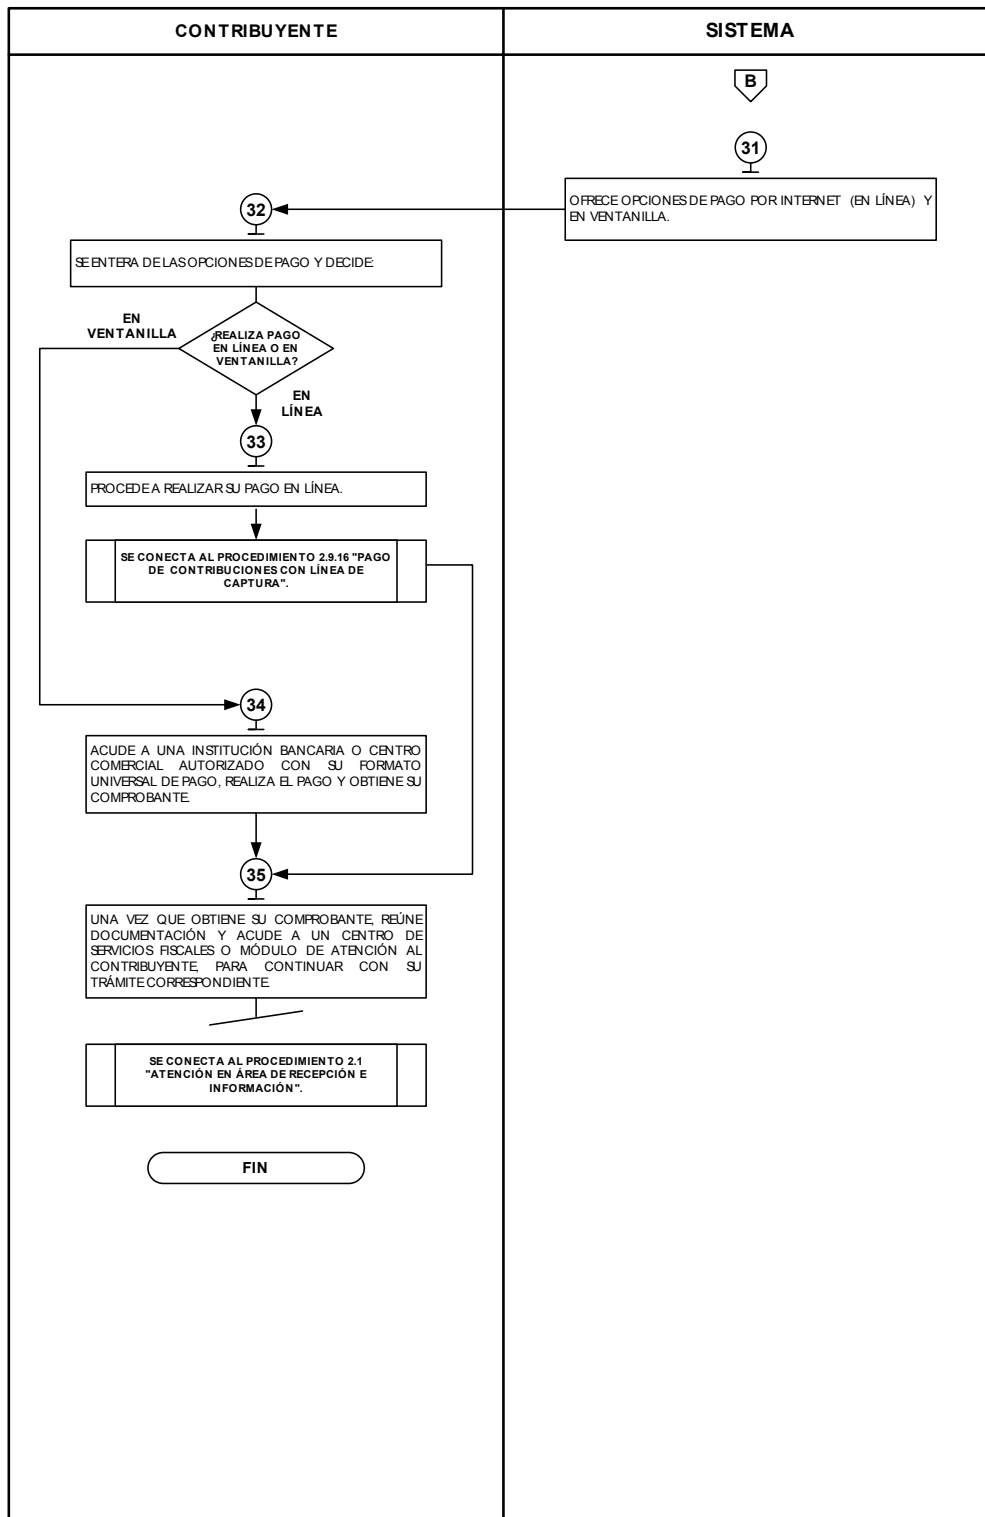 CONTRIBUYENTE
SISTEMA
B
31
OFRECE OPCIONES DE PAGO POR INTERNET (EN LÍNEA) Y
EN VENTANILLA.
32
SE ENTERA DE LAS OPCIONES DE PAGO Y DECIDE:
EN
VENTANILLA
¿REALIZA PAGO
EN LÍNEA O EN
VENTANILLA?
EN
LÍNEA
33
PROCEDE A REALIZAR SU PAGO EN LÍNEA.
SE CONECTA AL PROCEDIMIENTO 2.9.16 "PAGO
DE CONTRIBUCIONES CON LÍNEA DE
CAPTURA".
34
ACUDE A UNA INSTITUCIÓN BANCARIA O CENTRO
COMERCIAL AUTORIZADO CON SU FORMATO
UNIVERSAL DE PAGO, REALIZA EL PAGO Y OBTIENE SU
COMPROBANTE.
35
UNA VEZ QUE OBTIENE SU COMPROBANTE, REÚNE
DOCUMENTACIÓN Y ACUDE A UN CENTRO DE
SERVICIOS FISCALES O MÓDULO DE ATENCIÓN AL
CONTRIBUYENTE, PARA CONTINUAR CON SU
TRÁMITE CORRESPONDIENTE.
SE CONECTA AL PROCEDIMIENTO 2.1
"ATENCIÓN EN ÁREA DE RECEPCIÓN E
INFORMACIÓN".
FIN